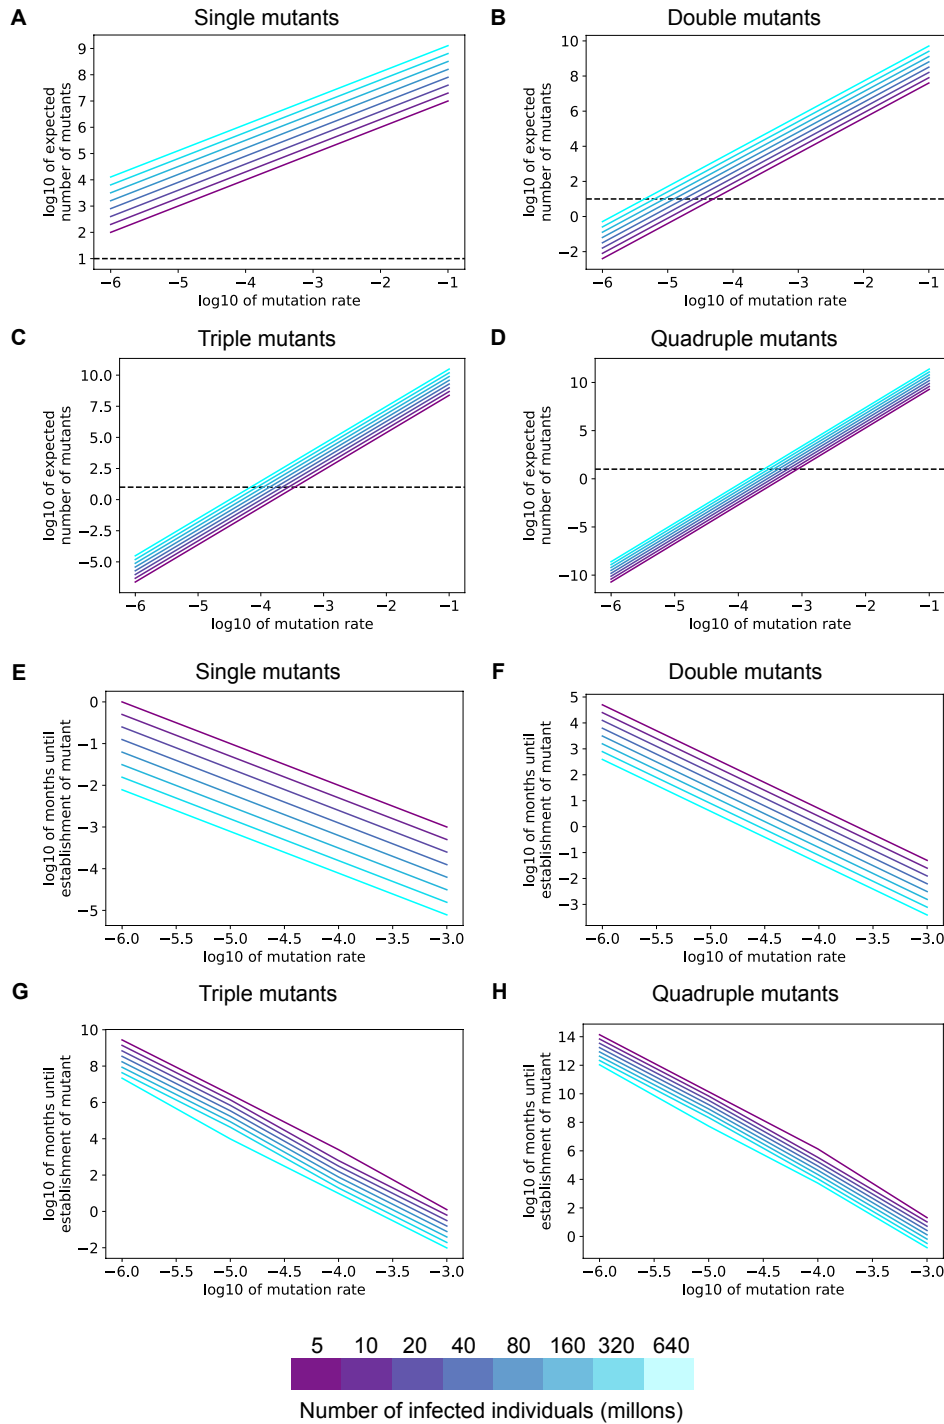 A Single mutants
9
8
7
6
5
4
3
2
1
log10 of expected
number of mutants
−6 −5 −4 −3 −2 −1
log10 of mutation rate
B Double mutants
10
8
6
4
2
0
−2
log10 of expected
number of mutants
−6 −5 −4 −3 −2 −1
log10 of mutation rate
C Triple mutants
10.0
7.5
5.0
2.5
0.0
−2.5
−5.0
log10 of expected
number of mutants
−6 −5 −4 −3 −2 −1
log10 of mutation rate
D Quadruple mutants
10
5
0
−5
−10
log10 of expected
number of mutants
−6 −5 −4 −3 −2 −1
log10 of mutation rate
E Single mutants
0
−1
−2
−3
−4
−5
log10 of months until
establishment of mutant
−6.0 −5.5 −5.0 −4.5 −4.0 −3.5 −3.0
log10 of mutation rate
F Double mutants
5
4
3
2
1
0
−1
−2
−3
log10 of months until
establishment of mutant
−6.0 −5.5 −5.0 −4.5 −4.0 −3.5 −3.0
log10 of mutation rate
G Triple mutants
10
8
6
4
2
0
−2
log10 of months until
establishment of mutant
−6.0 −5.5 −5.0 −4.5 −4.0 −3.5 −3.0
log10 of mutation rate
H Quadruple mutants
14
12
10
8
6
4
2
0
log10 of months until
establishment of mutant
−6.0 −5.5 −5.0 −4.5 −4.0 −3.5 −3.0
log10 of mutation rate
5 10 20 40 80 160 320 640
Number of infected individuals (millons)